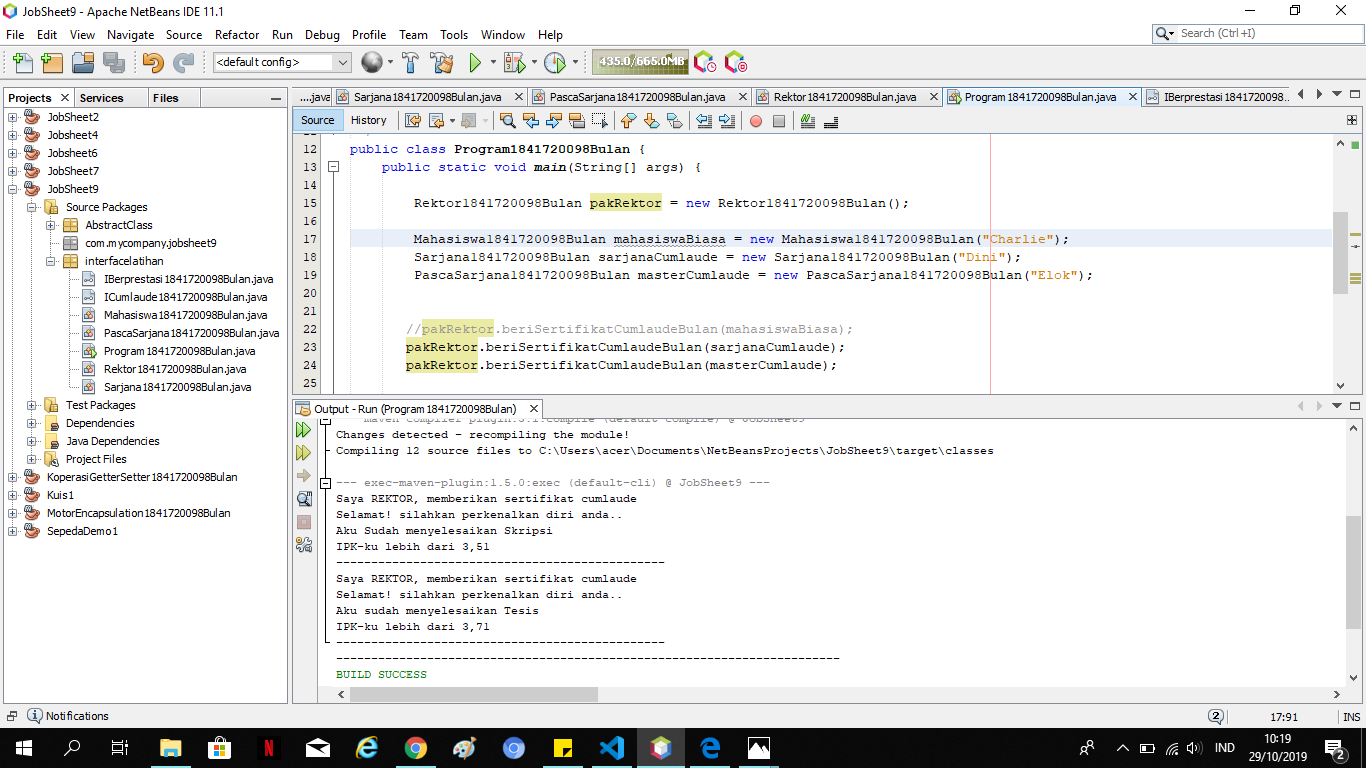 JobSheet9 - Apache NetBeans IDE 11.1
File Edit View Navigate Source Refactor Run Debug Profile Team Tools Window Help
Search (Ctrl+I)
<default config>
435.0/665.0MB
Projects Services Files
JobSheet2
JobSheet4
Jobsheet6
JobSheet7
JobSheet9
Source Packages
AbstractClass
com.mycompany.jobsheet9
interfacelatihan
IBerprestasi1841720098Bulan.java
ICumlaude1841720098Bulan.java
Mahasiswa1841720098Bulan.java
PascaSarjana1841720098Bulan.java
Program1841720098Bulan.java
Rektor1841720098Bulan.java
Sarjana1841720098Bulan.java
Test Packages
Dependencies
Java Dependencies
Project Files
KoperasiGetterSetter1841720098Bulan
Kuis1
MotorEncapsulation1841720098Bulan
SepedaDemo1
....java Sarjana1841720098Bulan.java PascaSarjana1841720098Bulan.java Rektor1841720098Bulan.java Program1841720098Bulan.java IBerprestasi1841720098...
Source History
12 public class Program1841720098Bulan {
13 public static void main(String[] args) {
14
15 Rektor1841720098Bulan pakRektor = new Rektor1841720098Bulan();
16
17 Mahasiswa1841720098Bulan mahasiswaBiasa = new Mahasiswa1841720098Bulan("Charlie");
18 Sarjana1841720098Bulan sarjanaCumlaude = new Sarjana1841720098Bulan("Dini");
19 PascaSarjana1841720098Bulan masterCumlaude = new PascaSarjana1841720098Bulan("Elok");
20
21
22 //pakRektor.beriSertifikatCumlaudeBulan(mahasiswaBiasa);
23 pakRektor.beriSertifikatCumlaudeBulan(sarjanaCumlaude);
24 pakRektor.beriSertifikatCumlaudeBulan(masterCumlaude);
25
Output - Run (Program1841720098Bulan)
maven-compiler-plugin:3.1:compile (default-compile) @ JobSheet9
Changes detected - recompiling the module!
Compiling 12 source files to C:\Users\acer\Documents\NetBeansProjects\JobSheet9\target\classes
--- exec-maven-plugin:1.5.0:exec (default-cli) @ JobSheet9 ---
Saya REKTOR, memberikan sertifikat cumlaude
Selamat! silahkan perkenalkan diri anda..
Aku Sudah menyelesaikan Skripsi
IPK-ku lebih dari 3,51
-----------------------------------------------
Saya REKTOR, memberikan sertifikat cumlaude
Selamat! silahkan perkenalkan diri anda..
Aku sudah menyelesaikan Tesis
IPK-ku lebih dari 3,71
-----------------------------------------------
------------------------------------------------------------------------
BUILD SUCCESS
Notifications
2
17:91
INS
IND
10:19
29/10/2019
2